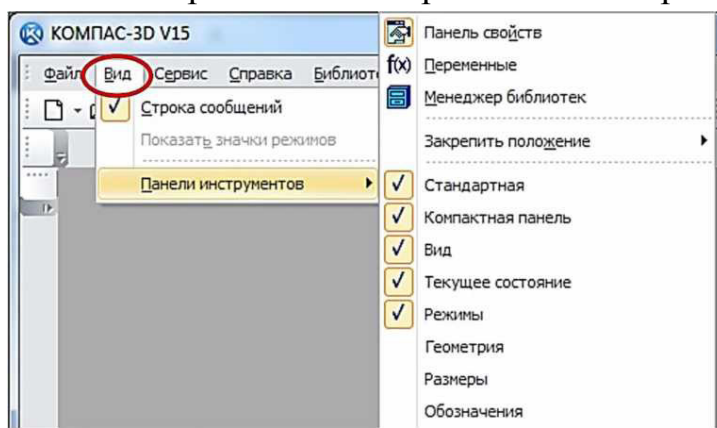 КОМПАС-3D V15
Файл Вид Сервис Справка
Строка сообщений
Показать значки режимов
Панели инструментов
Панель свойств
f(x) Переменные
Менеджер библиотек
Закрепить положение
Стандартная
Компактная панель
Вид
Текущее состояние
Режимы
Геометрия
Размеры
Обозначения